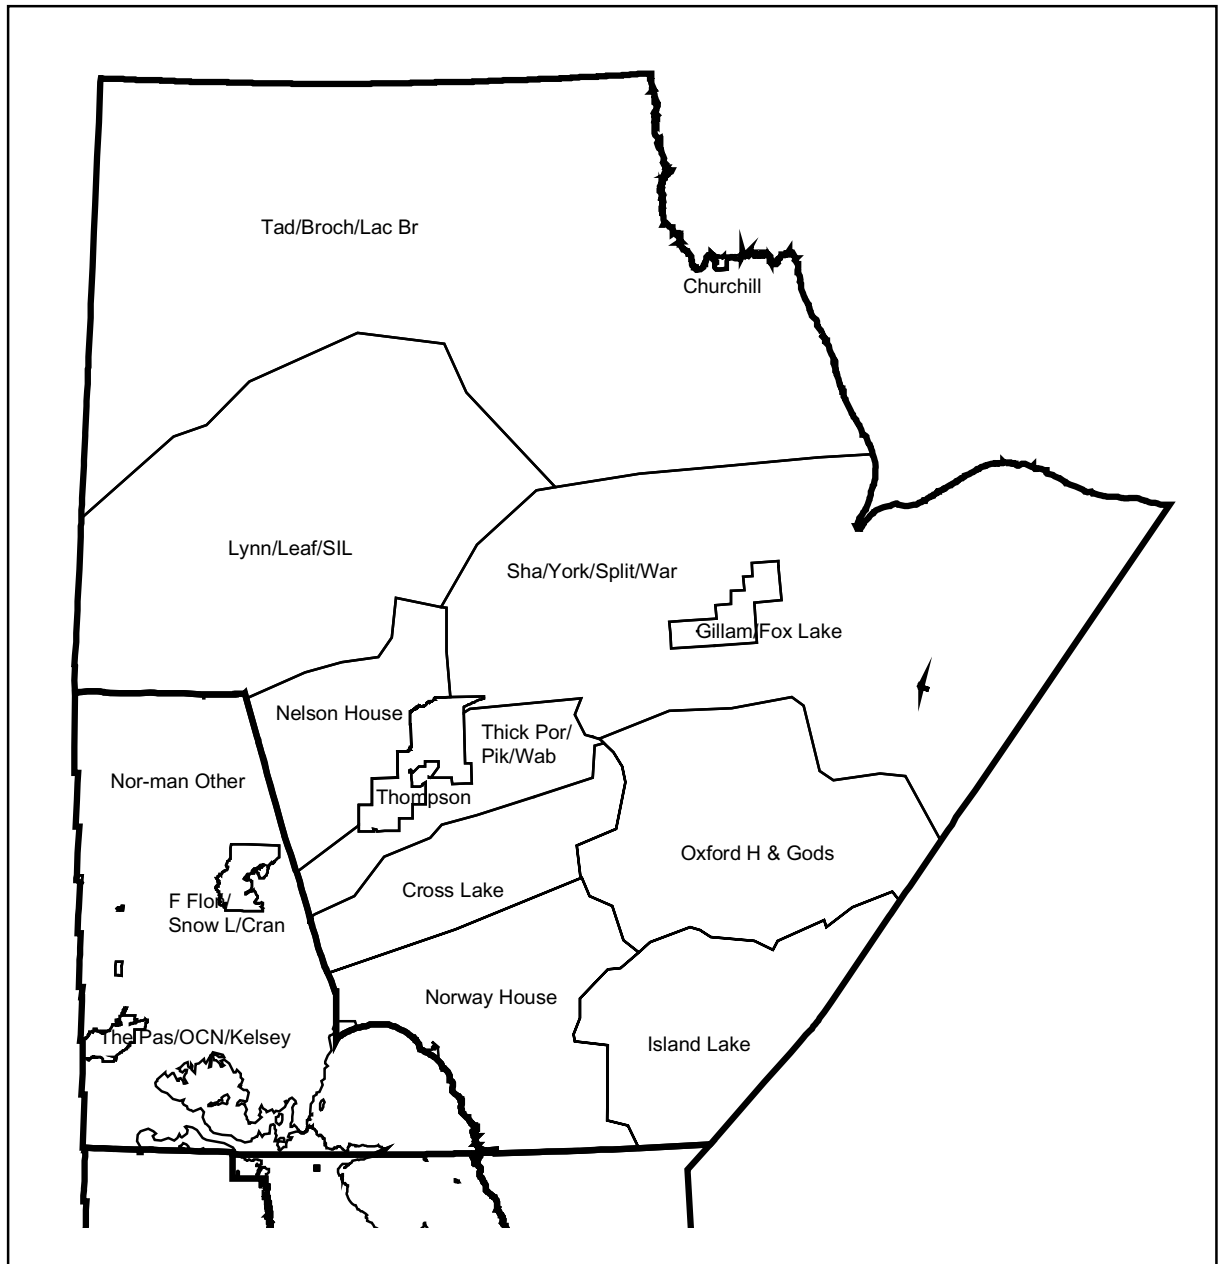 Tad/Broch/Lac Br
Churchill
Lynn/Leaf/SIL
Sha/York/Split/War
Gillam/Fox Lake
Nelson House
Thick Por/
Pik/Wab
Nor-man Other
Thompson
Oxford H & Gods
Cross Lake
F Flon/
Snow L/Cran
Norway House
The Pas/OCN/Kelsey
Island Lake